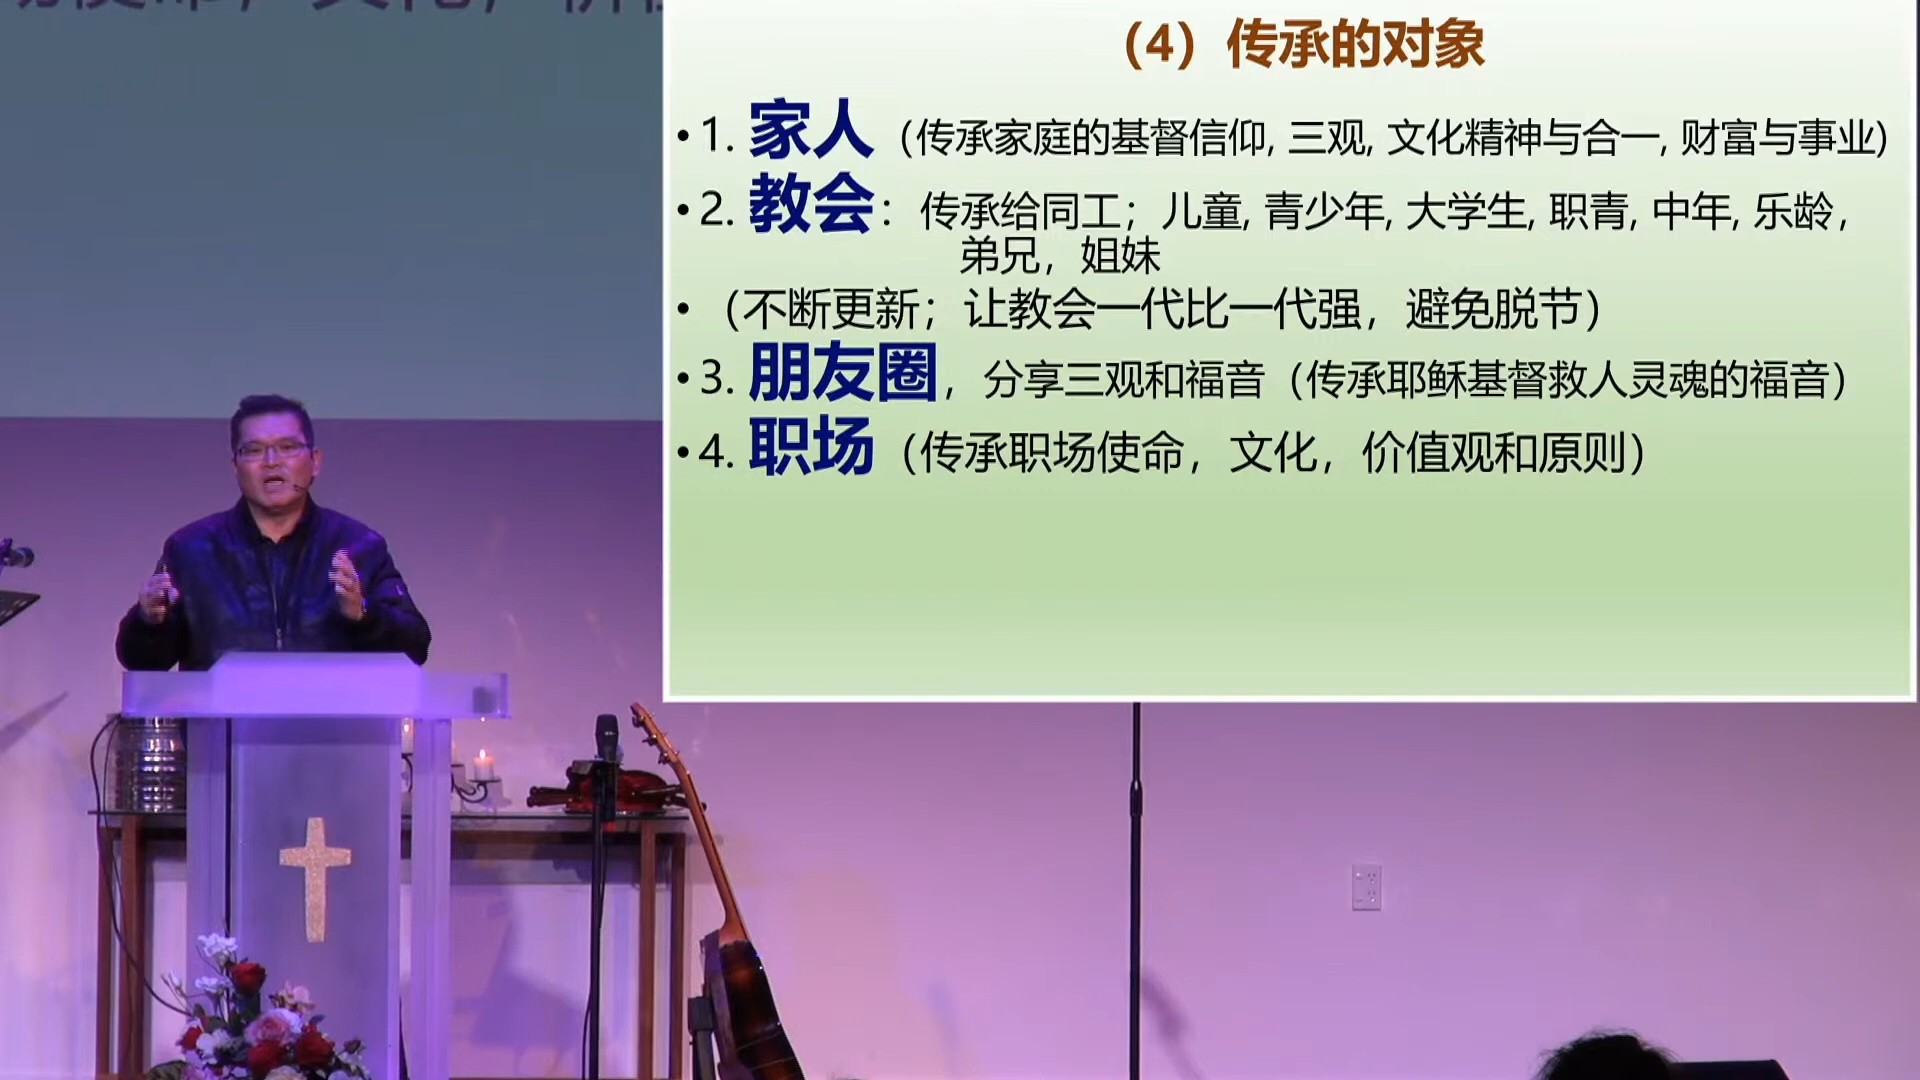 （4）传承的对象
• 1. 家人（传承家庭的基督信仰, 三观, 文化精神与合一, 财富与事业)
• 2. 教会：传承给同工；儿童, 青少年, 大学生, 职青, 中年, 乐龄，
弟兄，姐妹
• （不断更新；让教会一代比一代强，避免脱节）
• 3. 朋友圈，分享三观和福音（传承耶稣基督救人灵魂的福音）
• 4. 职场（传承职场使命，文化，价值观和原则）